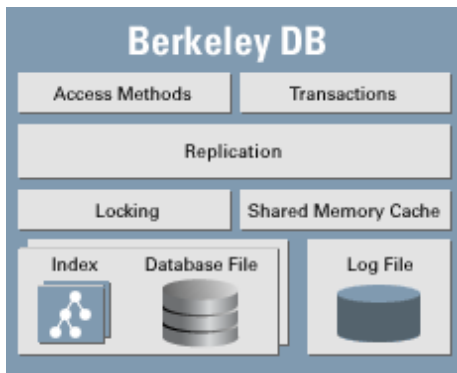 Berkeley DB
Access Methods
Transactions
Replication
Locking
Shared Memory Cache
Index
Database File
Log File